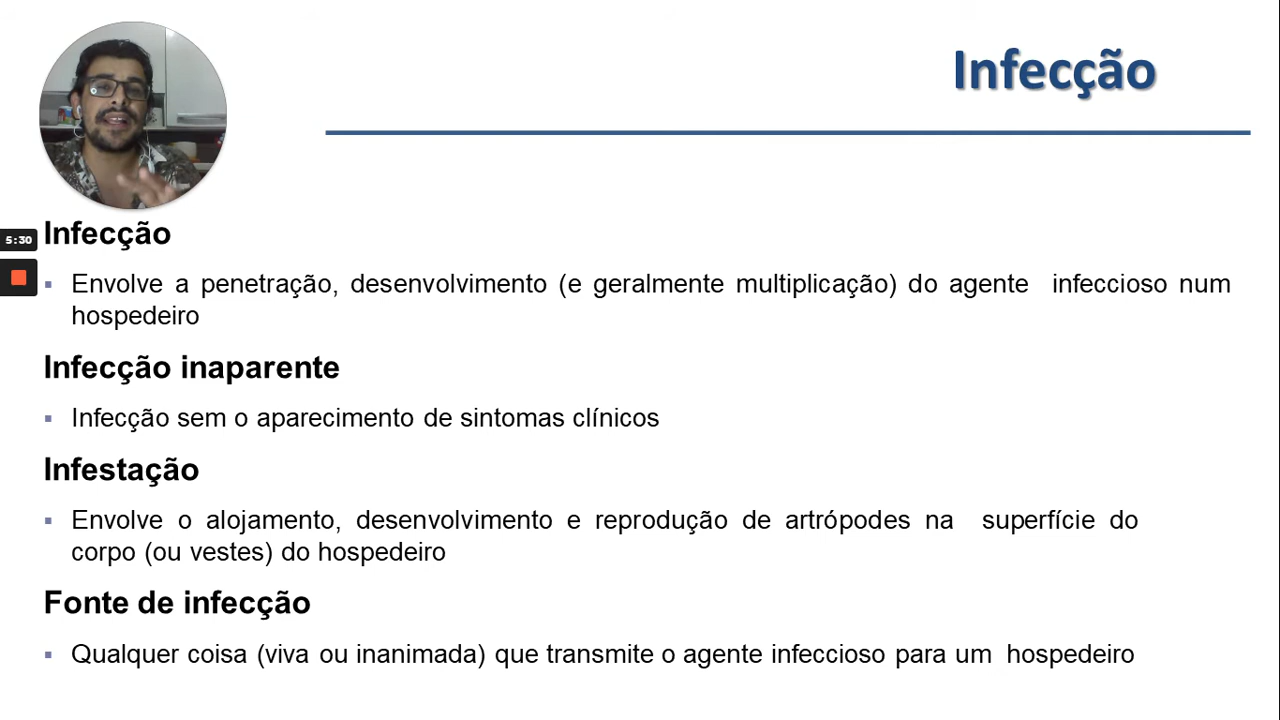 Infecção
5:30
Infecção
▪ Envolve a penetração, desenvolvimento (e geralmente multiplicação) do agente infeccioso num
hospedeiro
Infecção inaparente
▪ Infecção sem o aparecimento de sintomas clínicos
Infestação
▪ Envolve o alojamento, desenvolvimento e reprodução de artrópodes na superfície do
corpo (ou vestes) do hospedeiro
Fonte de infecção
▪ Qualquer coisa (viva ou inanimada) que transmite o agente infeccioso para um hospedeiro